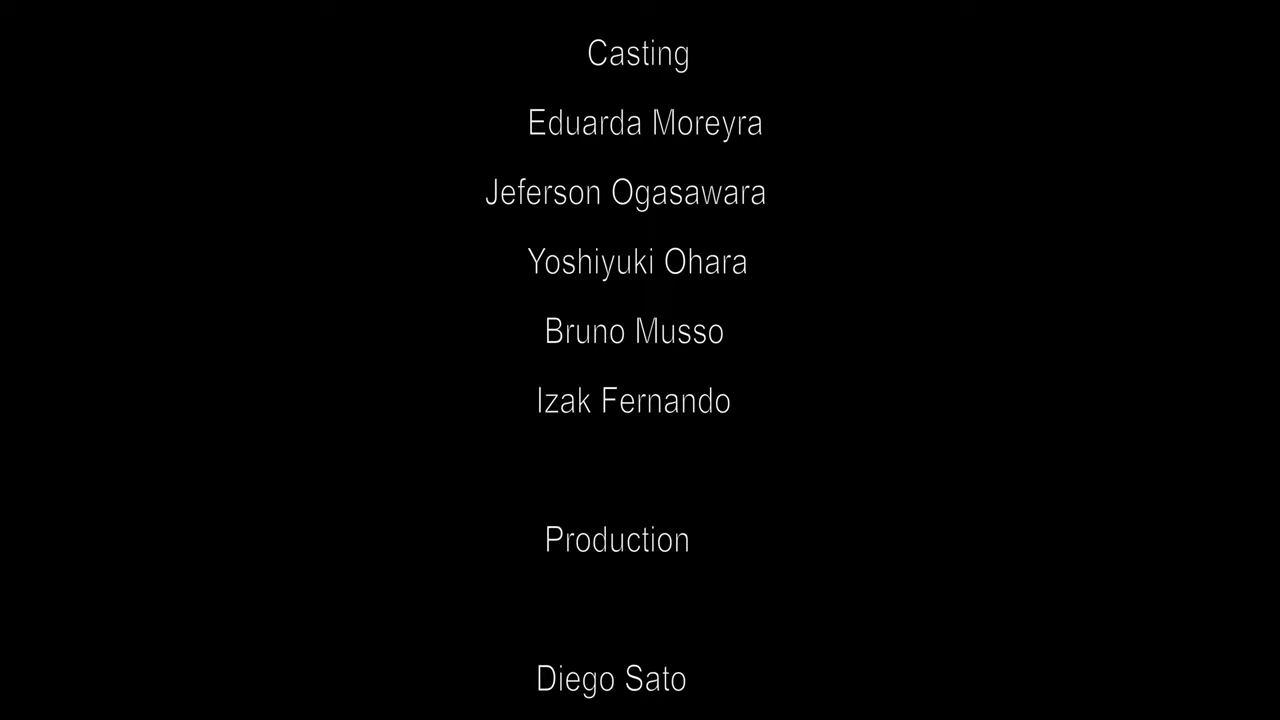 Casting
Eduarda Moreyra
Jeferson Ogasawara
Yoshiyuki Ohara
Bruno Musso
Izak Fernando
Production
Diego Sato